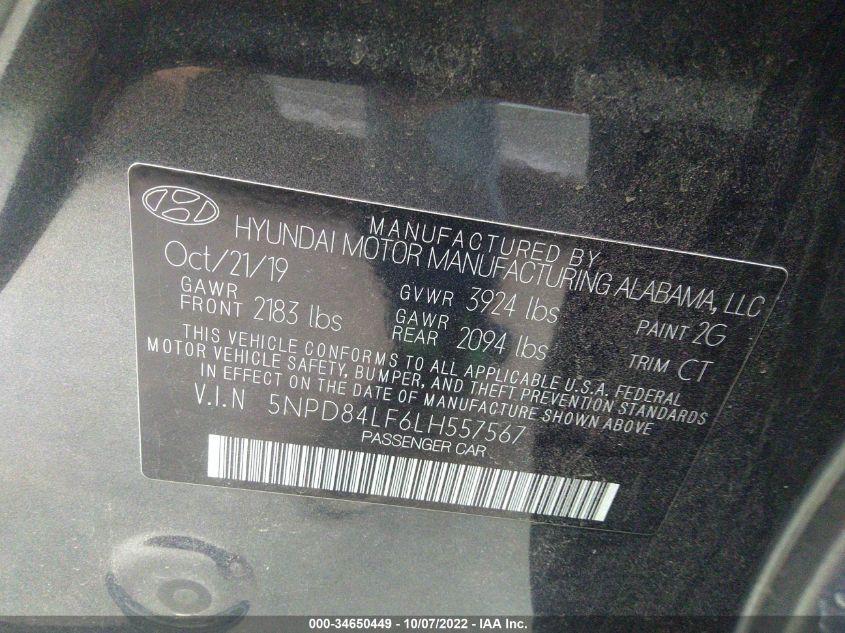 MANUFACTURED BY
HYUNDAI MOTOR MANUFACTURING ALABAMA, LLC
Oct/21/19
GVWR 3924 lbs
PAINT 2G
GAWR FRONT 2183 lbs
GAWR REAR 2094 lbs
TRIM CT
THIS VEHICLE CONFORMS TO ALL APPLICABLE U.S.A. FEDERAL
MOTOR VEHICLE SAFETY, BUMPER, AND THEFT PREVENTION STANDARDS
IN EFFECT ON THE DATE OF MANUFACTURE SHOWN ABOVE
V.I.N 5NPD84LF6LH557567
PASSENGER CAR
000-34650449 - 10/07/2022 - IAA Inc.